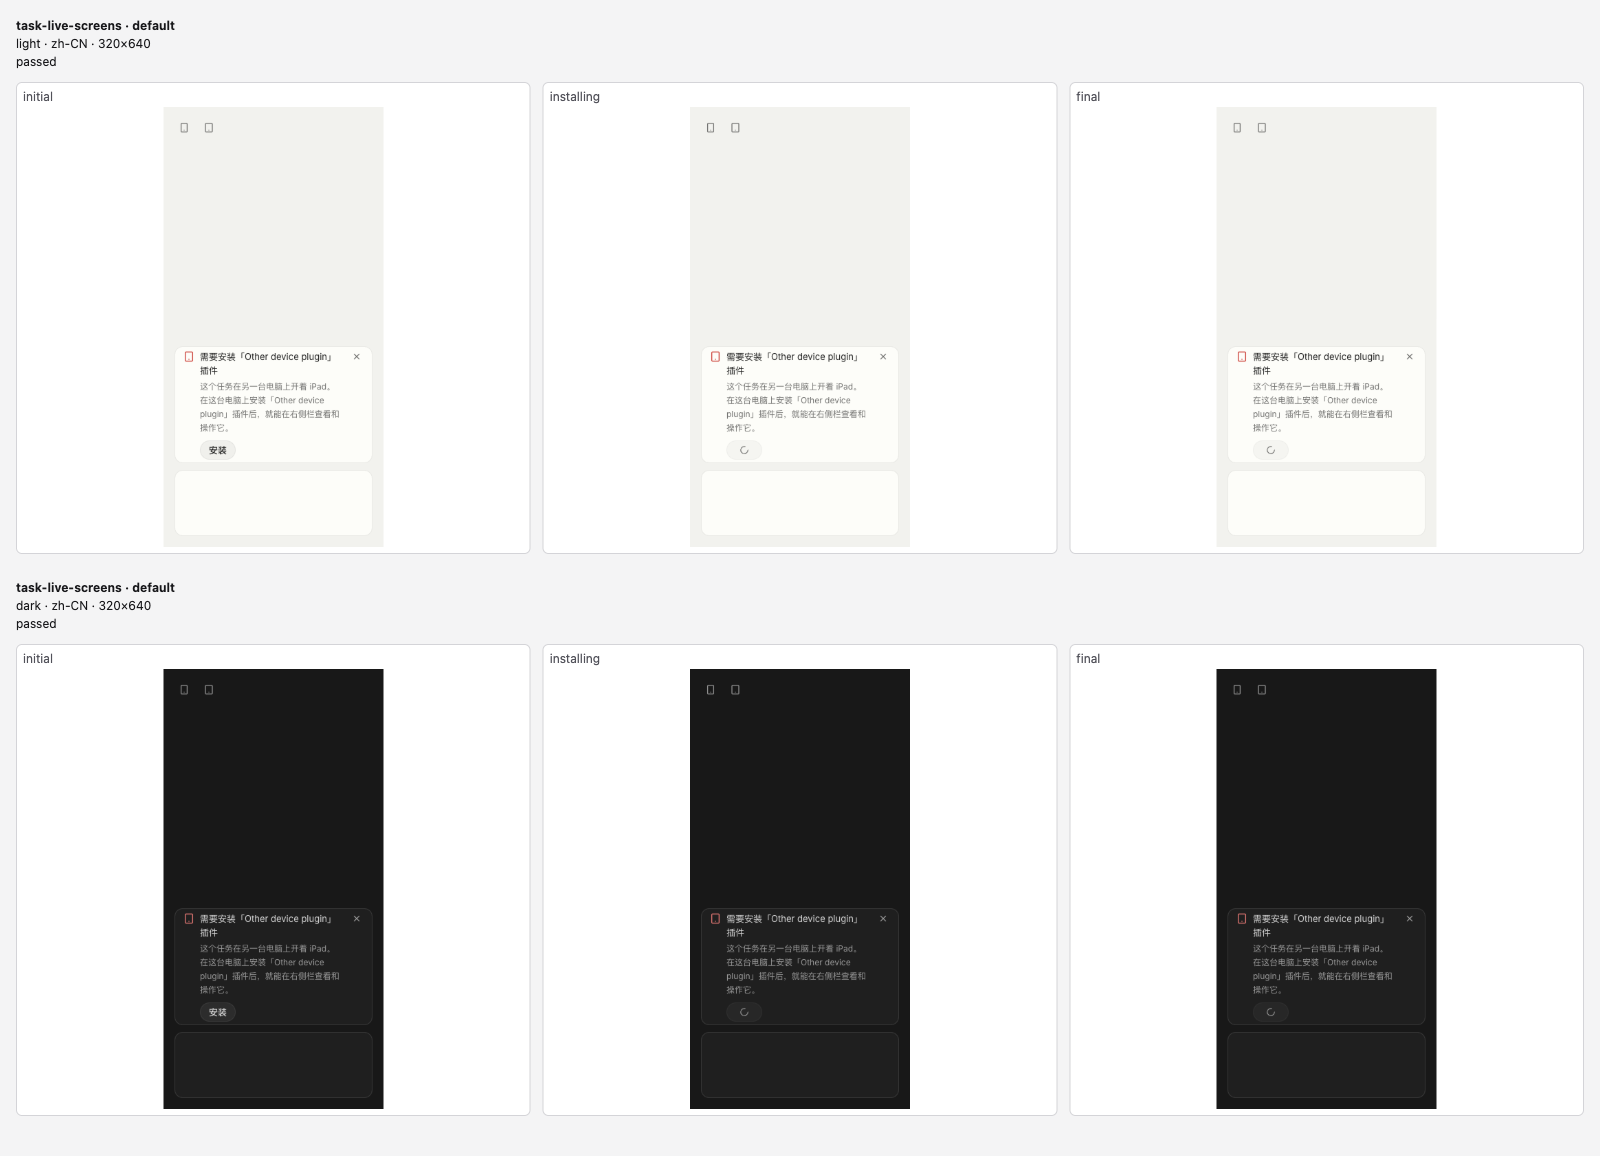 task-live-screens · default
light · zh-CN · 320×640
passed
initial
需要安装「Other device plugin」
插件
这个任务在另一台电脑上开着 iPad。
在这台电脑上安装「Other device
plugin」插件后，就能在右侧栏查看和
操作它。
安装
installing
需要安装「Other device plugin」
插件
这个任务在另一台电脑上开着 iPad。
在这台电脑上安装「Other device
plugin」插件后，就能在右侧栏查看和
操作它。
final
需要安装「Other device plugin」
插件
这个任务在另一台电脑上开着 iPad。
在这台电脑上安装「Other device
plugin」插件后，就能在右侧栏查看和
操作它。
task-live-screens · default
dark · zh-CN · 320×640
passed
initial
需要安装「Other device plugin」
插件
这个任务在另一台电脑上开着 iPad。
在这台电脑上安装「Other device
plugin」插件后，就能在右侧栏查看和
操作它。
安装
installing
需要安装「Other device plugin」
插件
这个任务在另一台电脑上开着 iPad。
在这台电脑上安装「Other device
plugin」插件后，就能在右侧栏查看和
操作它。
final
需要安装「Other device plugin」
插件
这个任务在另一台电脑上开着 iPad。
在这台电脑上安装「Other device
plugin」插件后，就能在右侧栏查看和
操作它。